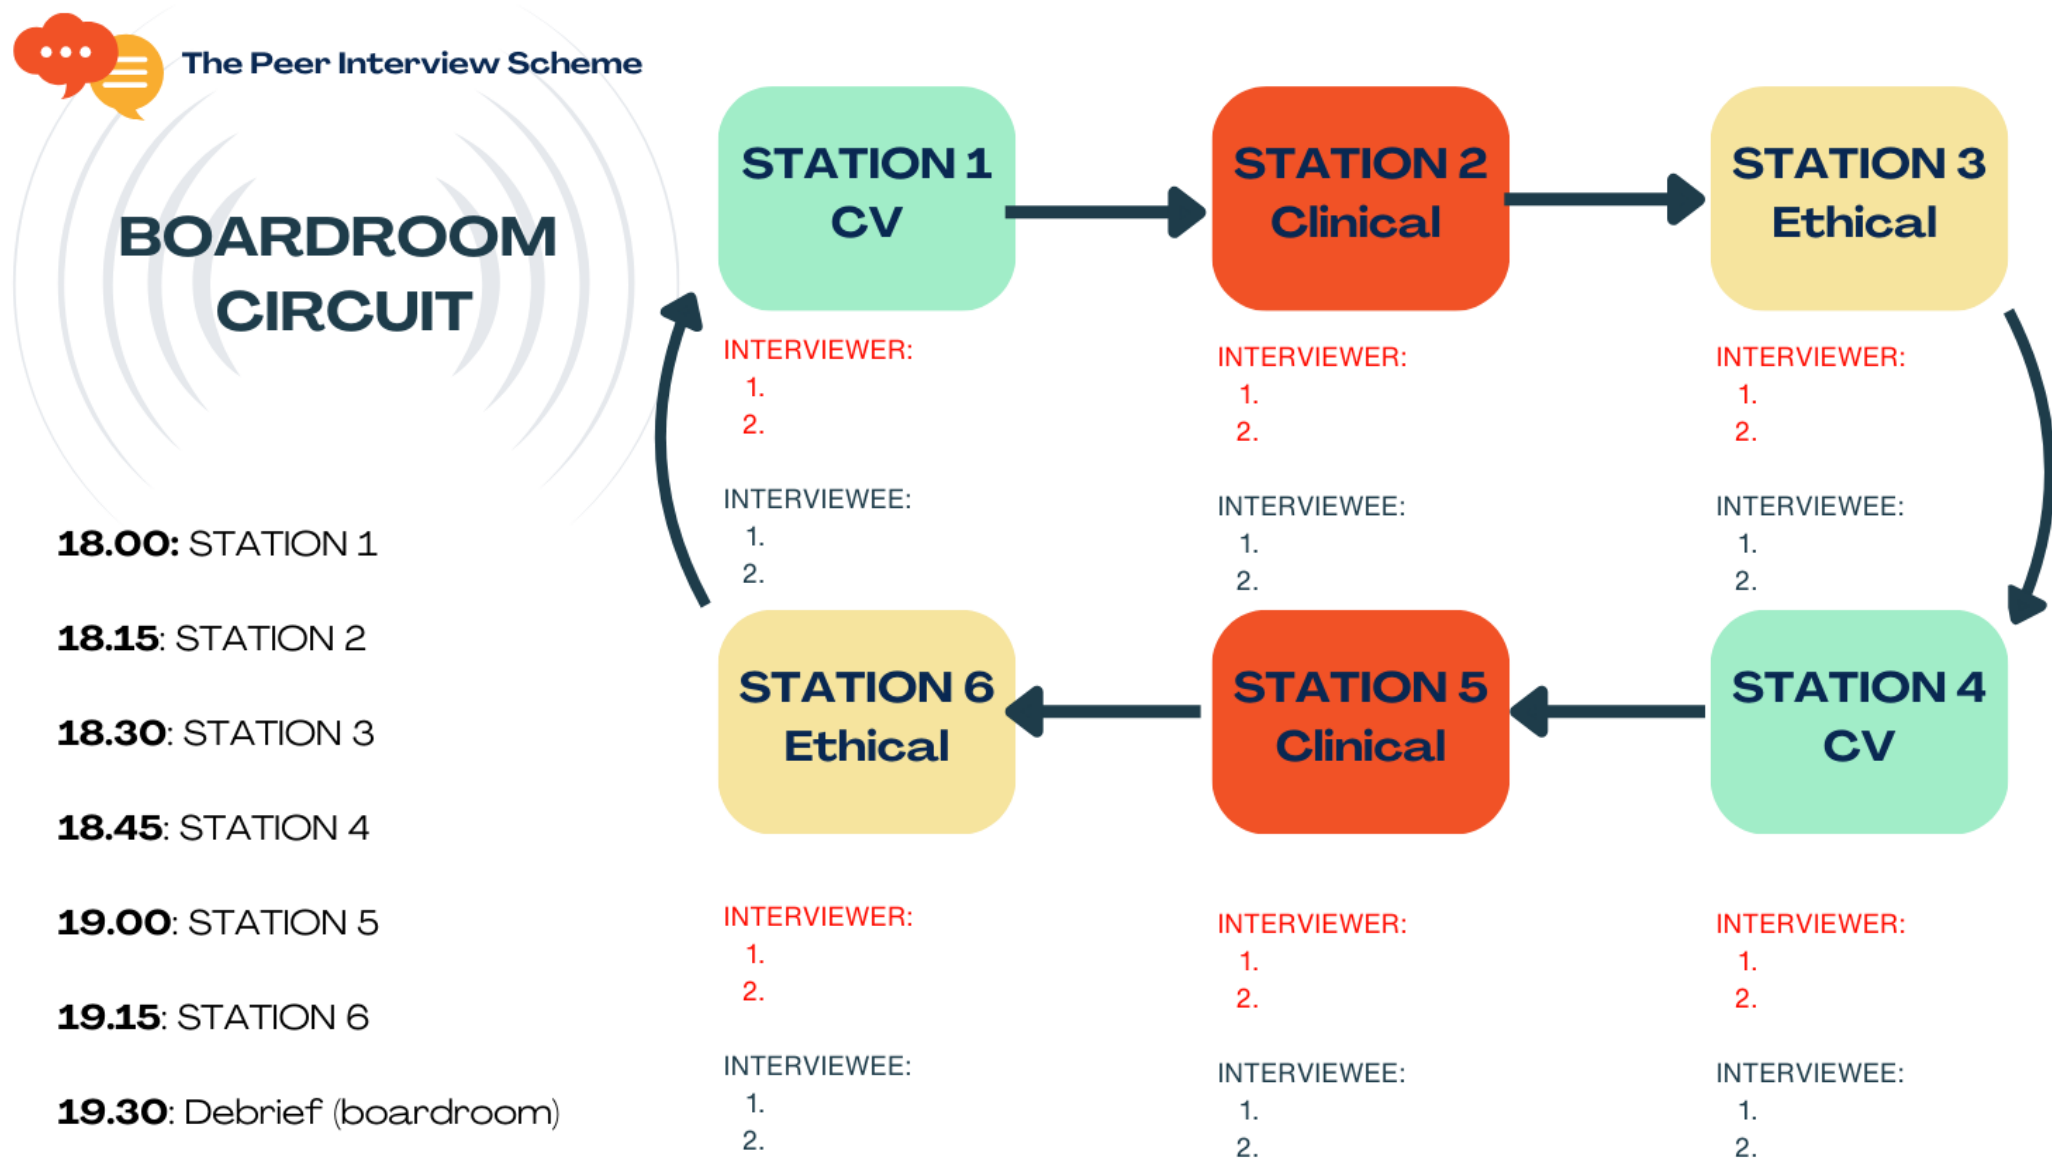 The Peer Interview Scheme
BOARDROOM
CIRCUIT
18.00: STATION 1
18.15: STATION 2
18.30: STATION 3
18.45: STATION 4
19.00: STATION 5
19.15: STATION 6
19.30: Debrief (boardroom)
STATION 1
CV
INTERVIEWER:
1.
2.
INTERVIEWEE:
1.
2.
STATION 2
Clinical
INTERVIEWER:
1.
2.
INTERVIEWEE:
1.
2.
STATION 3
Ethical
INTERVIEWER:
1.
2.
INTERVIEWEE:
1.
2.
STATION 6
Ethical
INTERVIEWER:
1.
2.
INTERVIEWEE:
1.
2.
STATION 5
Clinical
INTERVIEWER:
1.
2.
INTERVIEWEE:
1.
2.
STATION 4
CV
INTERVIEWER:
1.
2.
INTERVIEWEE:
1.
2.